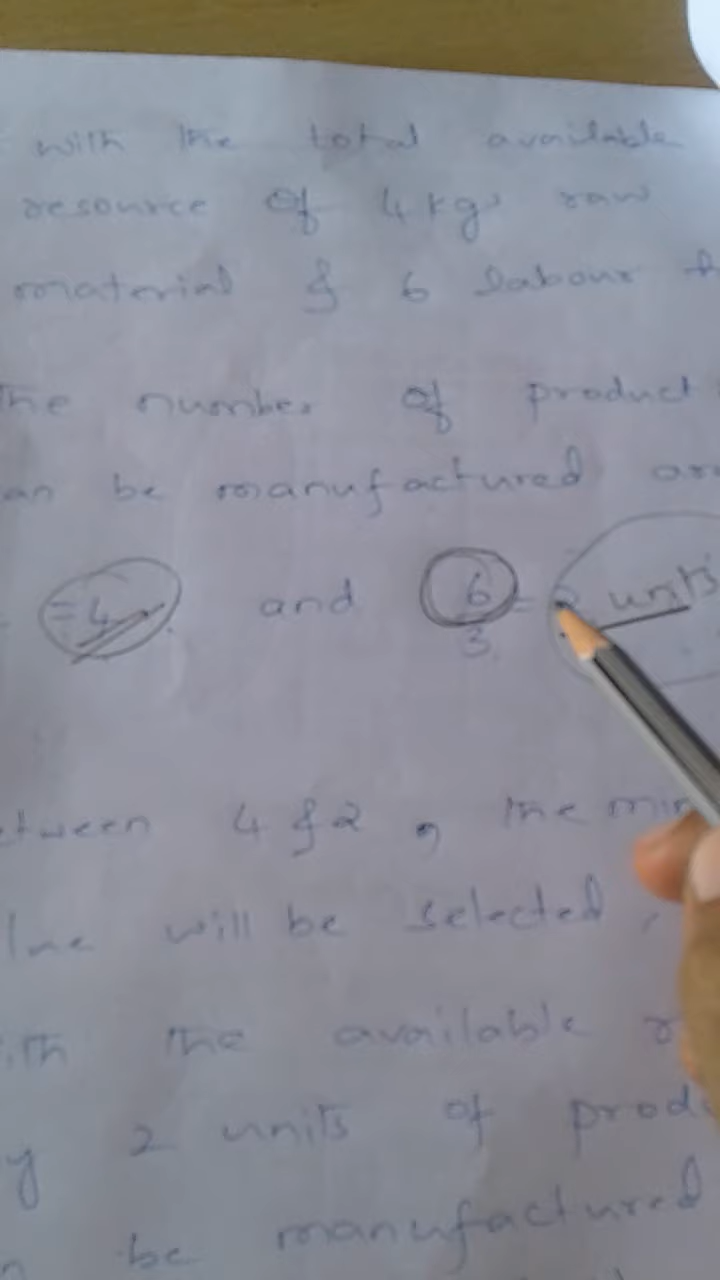 with the total available
resource of 4 kgs raw
material & 6 labour
The number of product
be manufactured
= 4 and 6/3 = 2 units
4 & 2, the
will be selected,
the available
2 units of
be manufactured